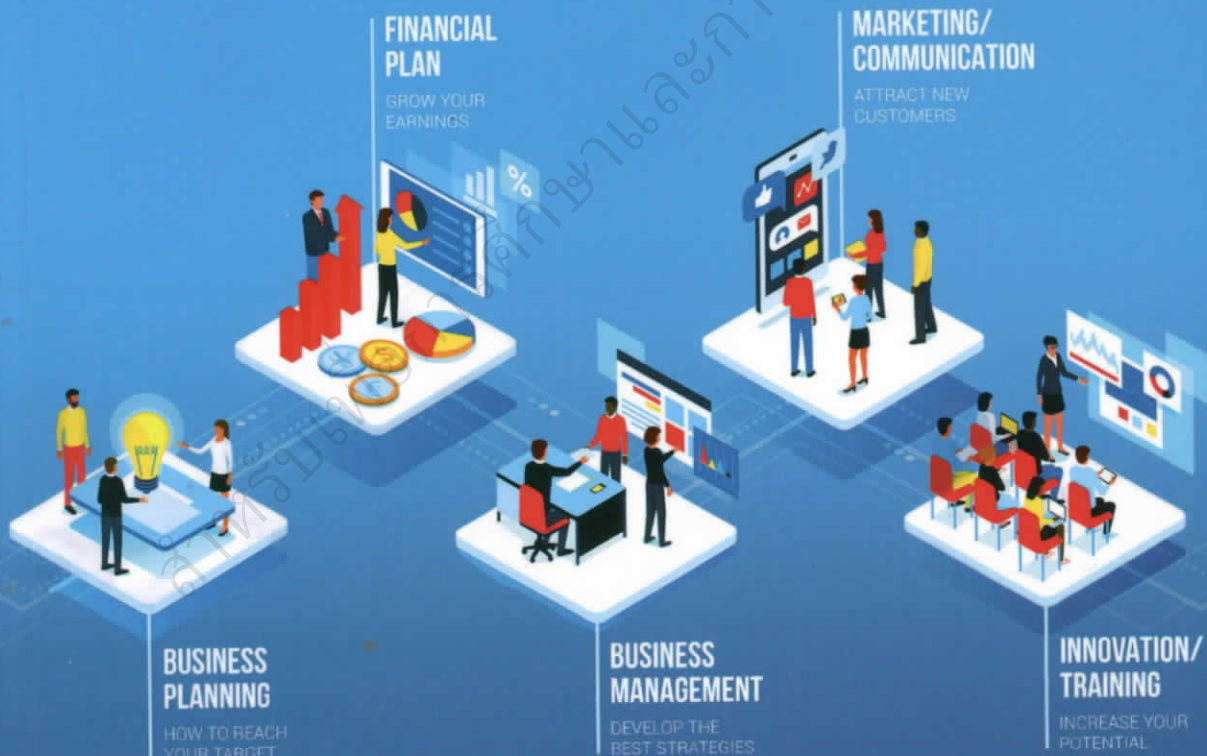 FINANCIAL
PLAN
GROW YOUR
EARNINGS
MARKETING/
COMMUNICATION
ATTRACT NEW
CUSTOMERS
%
BUSINESS
PLANNING
HOW TO REACH
YOUR TARGET
BUSINESS
MANAGEMENT
DEVELOP THE
BEST STRATEGIES
INNOVATION/
TRAINING
INCREASE YOUR
POTENTIAL